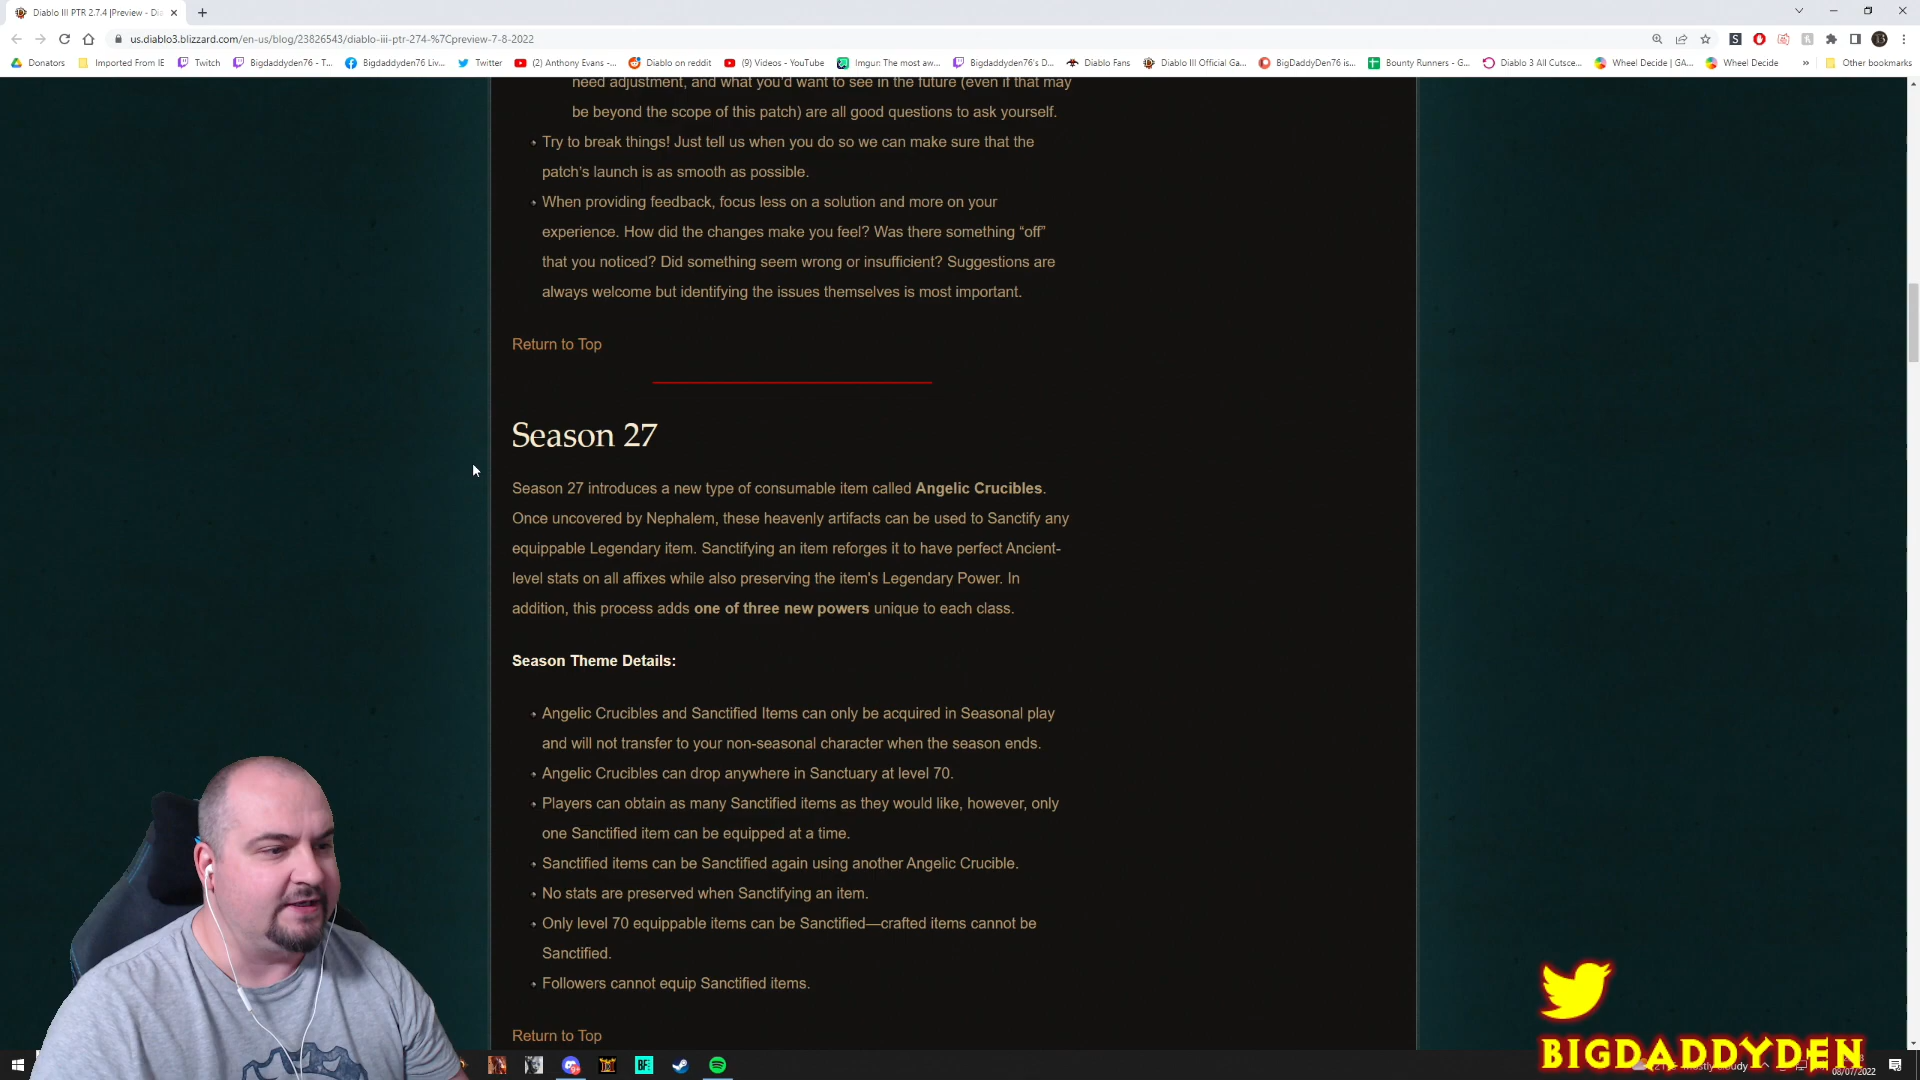 Diablo III PTR 2.7.4 |Preview - Dia
us.diablo3.blizzard.com/en-us/blog/23826543/diablo-iii-ptr-274-%7Cpreview-7-8-2022
Donators Imported From IE Twitch Bigdaddyden76 - T... Bigdaddyden76 Liv... Twitter (2) Anthony Evans -... Diablo on reddit (9) Videos - YouTube Imgur: The most aw... Bigdaddyden76's D... Diablo Fans Diablo III Official Ga... BigDaddyDen76 is... Bounty Runners - G... Diablo 3 All Cutsce... Wheel Decide | GA... Wheel Decide » Other bookmarks
need adjustment, and what you'd want to see in the future (even if that may
be beyond the scope of this patch) are all good questions to ask yourself.
Try to break things! Just tell us when you do so we can make sure that the
patch's launch is as smooth as possible.
When providing feedback, focus less on a solution and more on your
experience. How did the changes make you feel? Was there something “off”
that you noticed? Did something seem wrong or insufficient? Suggestions are
always welcome but identifying the issues themselves is most important.
Return to Top
Season 27
Season 27 introduces a new type of consumable item called Angelic Crucibles.
Once uncovered by Nephalem, these heavenly artifacts can be used to Sanctify any
equippable Legendary item. Sanctifying an item reforges it to have perfect Ancient-
level stats on all affixes while also preserving the item's Legendary Power. In
addition, this process adds one of three new powers unique to each class.
Season Theme Details:
Angelic Crucibles and Sanctified Items can only be acquired in Seasonal play
and will not transfer to your non-seasonal character when the season ends.
Angelic Crucibles can drop anywhere in Sanctuary at level 70.
Players can obtain as many Sanctified items as they would like, however, only
one Sanctified item can be equipped at a time.
Sanctified items can be Sanctified again using another Angelic Crucible.
No stats are preserved when Sanctifying an item.
Only level 70 equippable items can be Sanctified—crafted items cannot be
Sanctified.
Followers cannot equip Sanctified items.
Return to Top
BIGDADDYDEN
BF
cloudy
08/07/2022